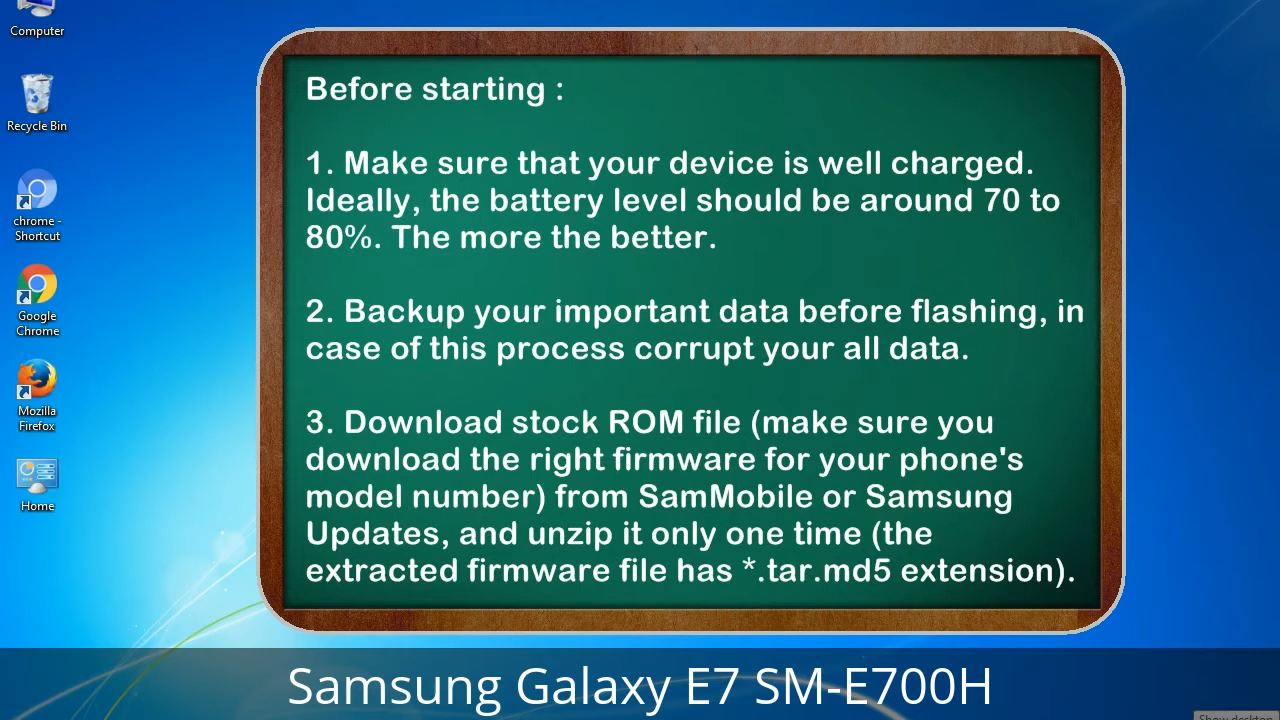 Computer
Recycle Bin
chrome -
Shortcut
Google
Chrome
Mozilla
Firefox
Home
Before starting :
1. Make sure that your device is well charged.
Ideally, the battery level should be around 70 to
80%. The more the better.
2. Backup your important data before flashing, in
case of this process corrupt your all data.
3. Download stock ROM file (make sure you
download the right firmware for your phone's
model number) from SamMobile or Samsung
Updates, and unzip it only one time (the
extracted firmware file has *.tar.md5 extension).
Samsung Galaxy E7 SM-E700H
Show desktop